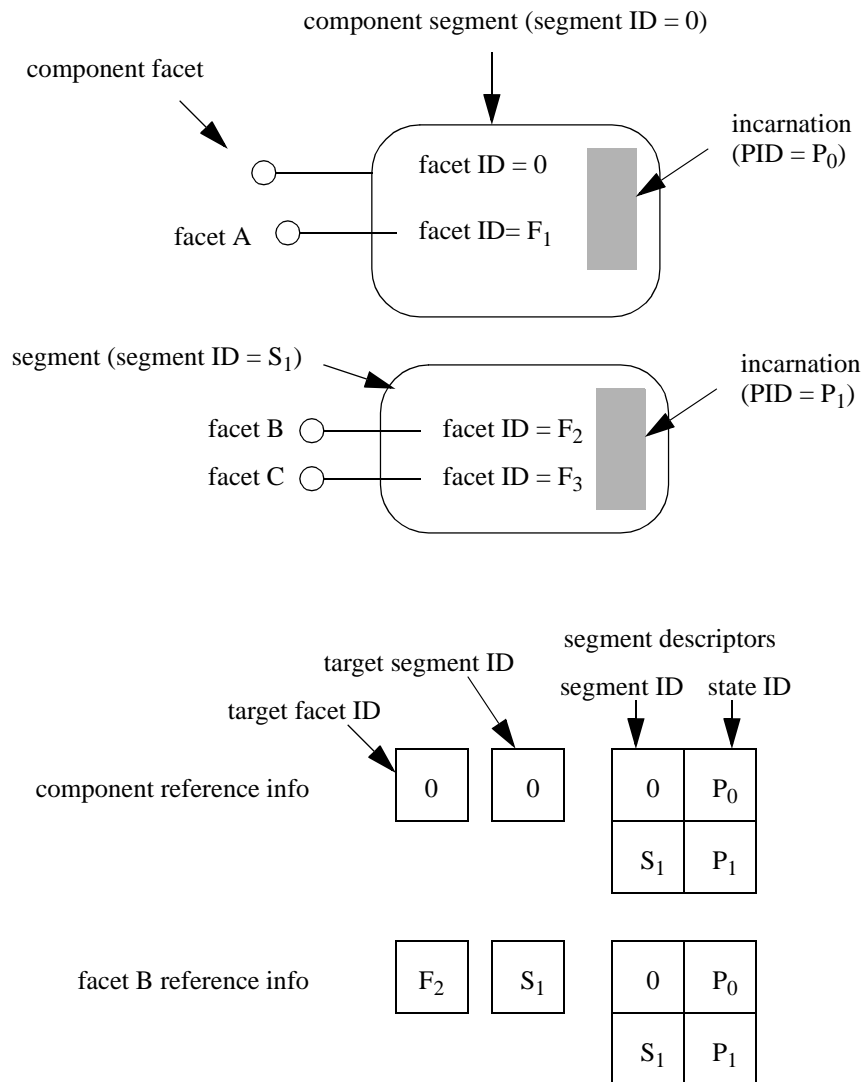 component segment (segment ID = 0)
component facet
incarnation
(PID = P0)
facet ID = 0
facet A
facet ID= F1
segment (segment ID = S1)
incarnation
(PID = P1)
facet B
facet ID = F2
facet C
facet ID = F3
segment descriptors
target segment ID
segment ID
state ID
target facet ID
component reference info
0
0
0
P0
S1
P1
facet B reference info
F2
S1
0
P0
S1
P1